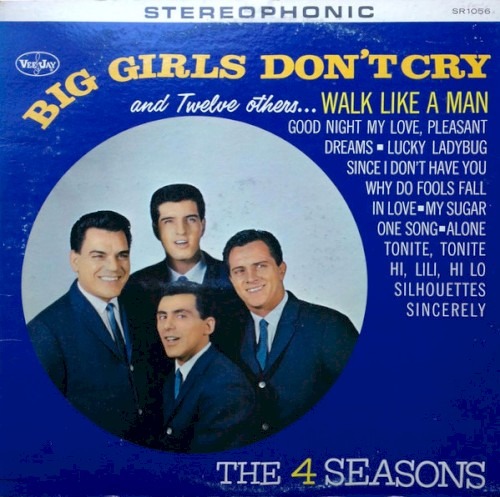 STEREOPHONIC
SR1056
VEE JAY
BIG GIRLS DON'T CRY
and Twelve others... WALK LIKE A MAN
GOOD NIGHT MY LOVE, PLEASANT
DREAMS ▪ LUCKY LADYBUG
SINCE I DON'T HAVE YOU
WHY DO FOOLS FALL
IN LOVE ▪ MY SUGAR
ONE SONG ▪ ALONE
TONITE, TONITE
HI, LILI, HI LO
SILHOUETTES
SINCERELY
THE 4 SEASONS